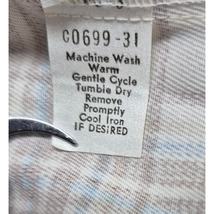 C0699-31
Machine Wash
Warm
Gentle Cycle
Tumble Dry
Remove
Promptly
Cool Iron
IF DESIRED